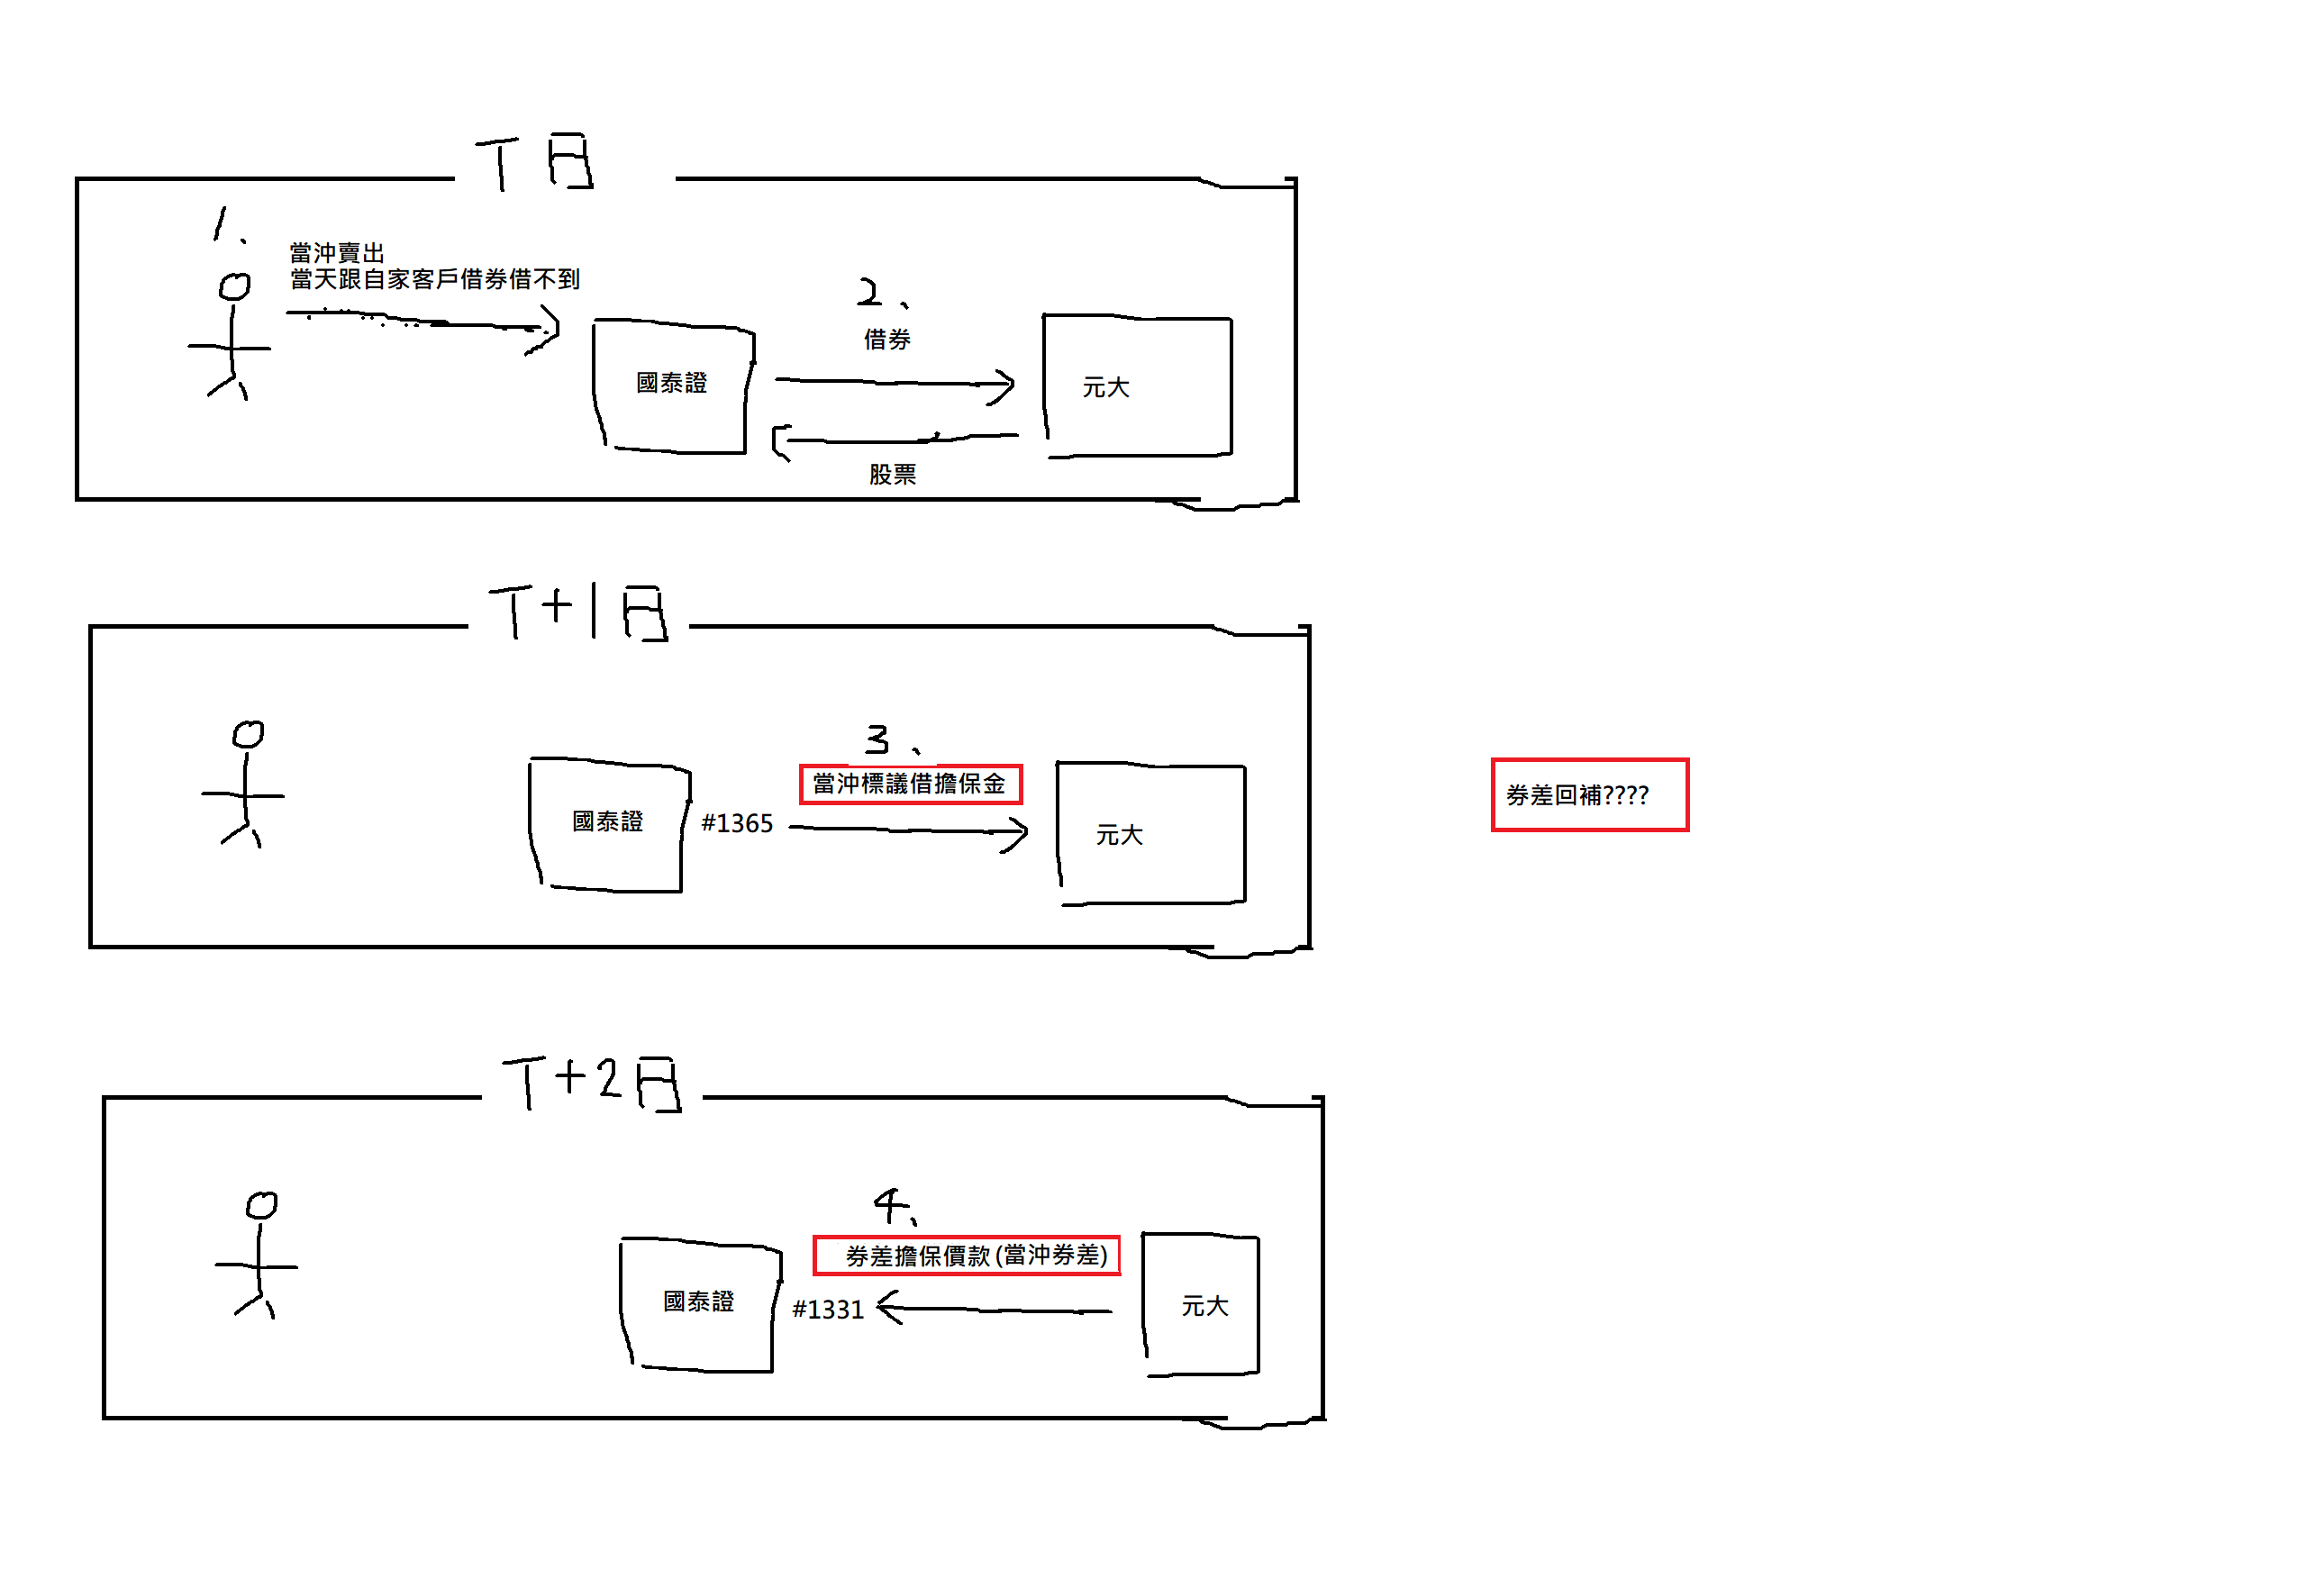 T日
1、
當沖賣出
當天跟自家客戶借券借不到
2、
借券
國泰證
元大
股票
T+1日
3、
當沖標議借擔保金
國泰證
#1365
元大
券差回補????
T+2日
4、
券差擔保價款(當沖券差)
國泰證
#1331
元大